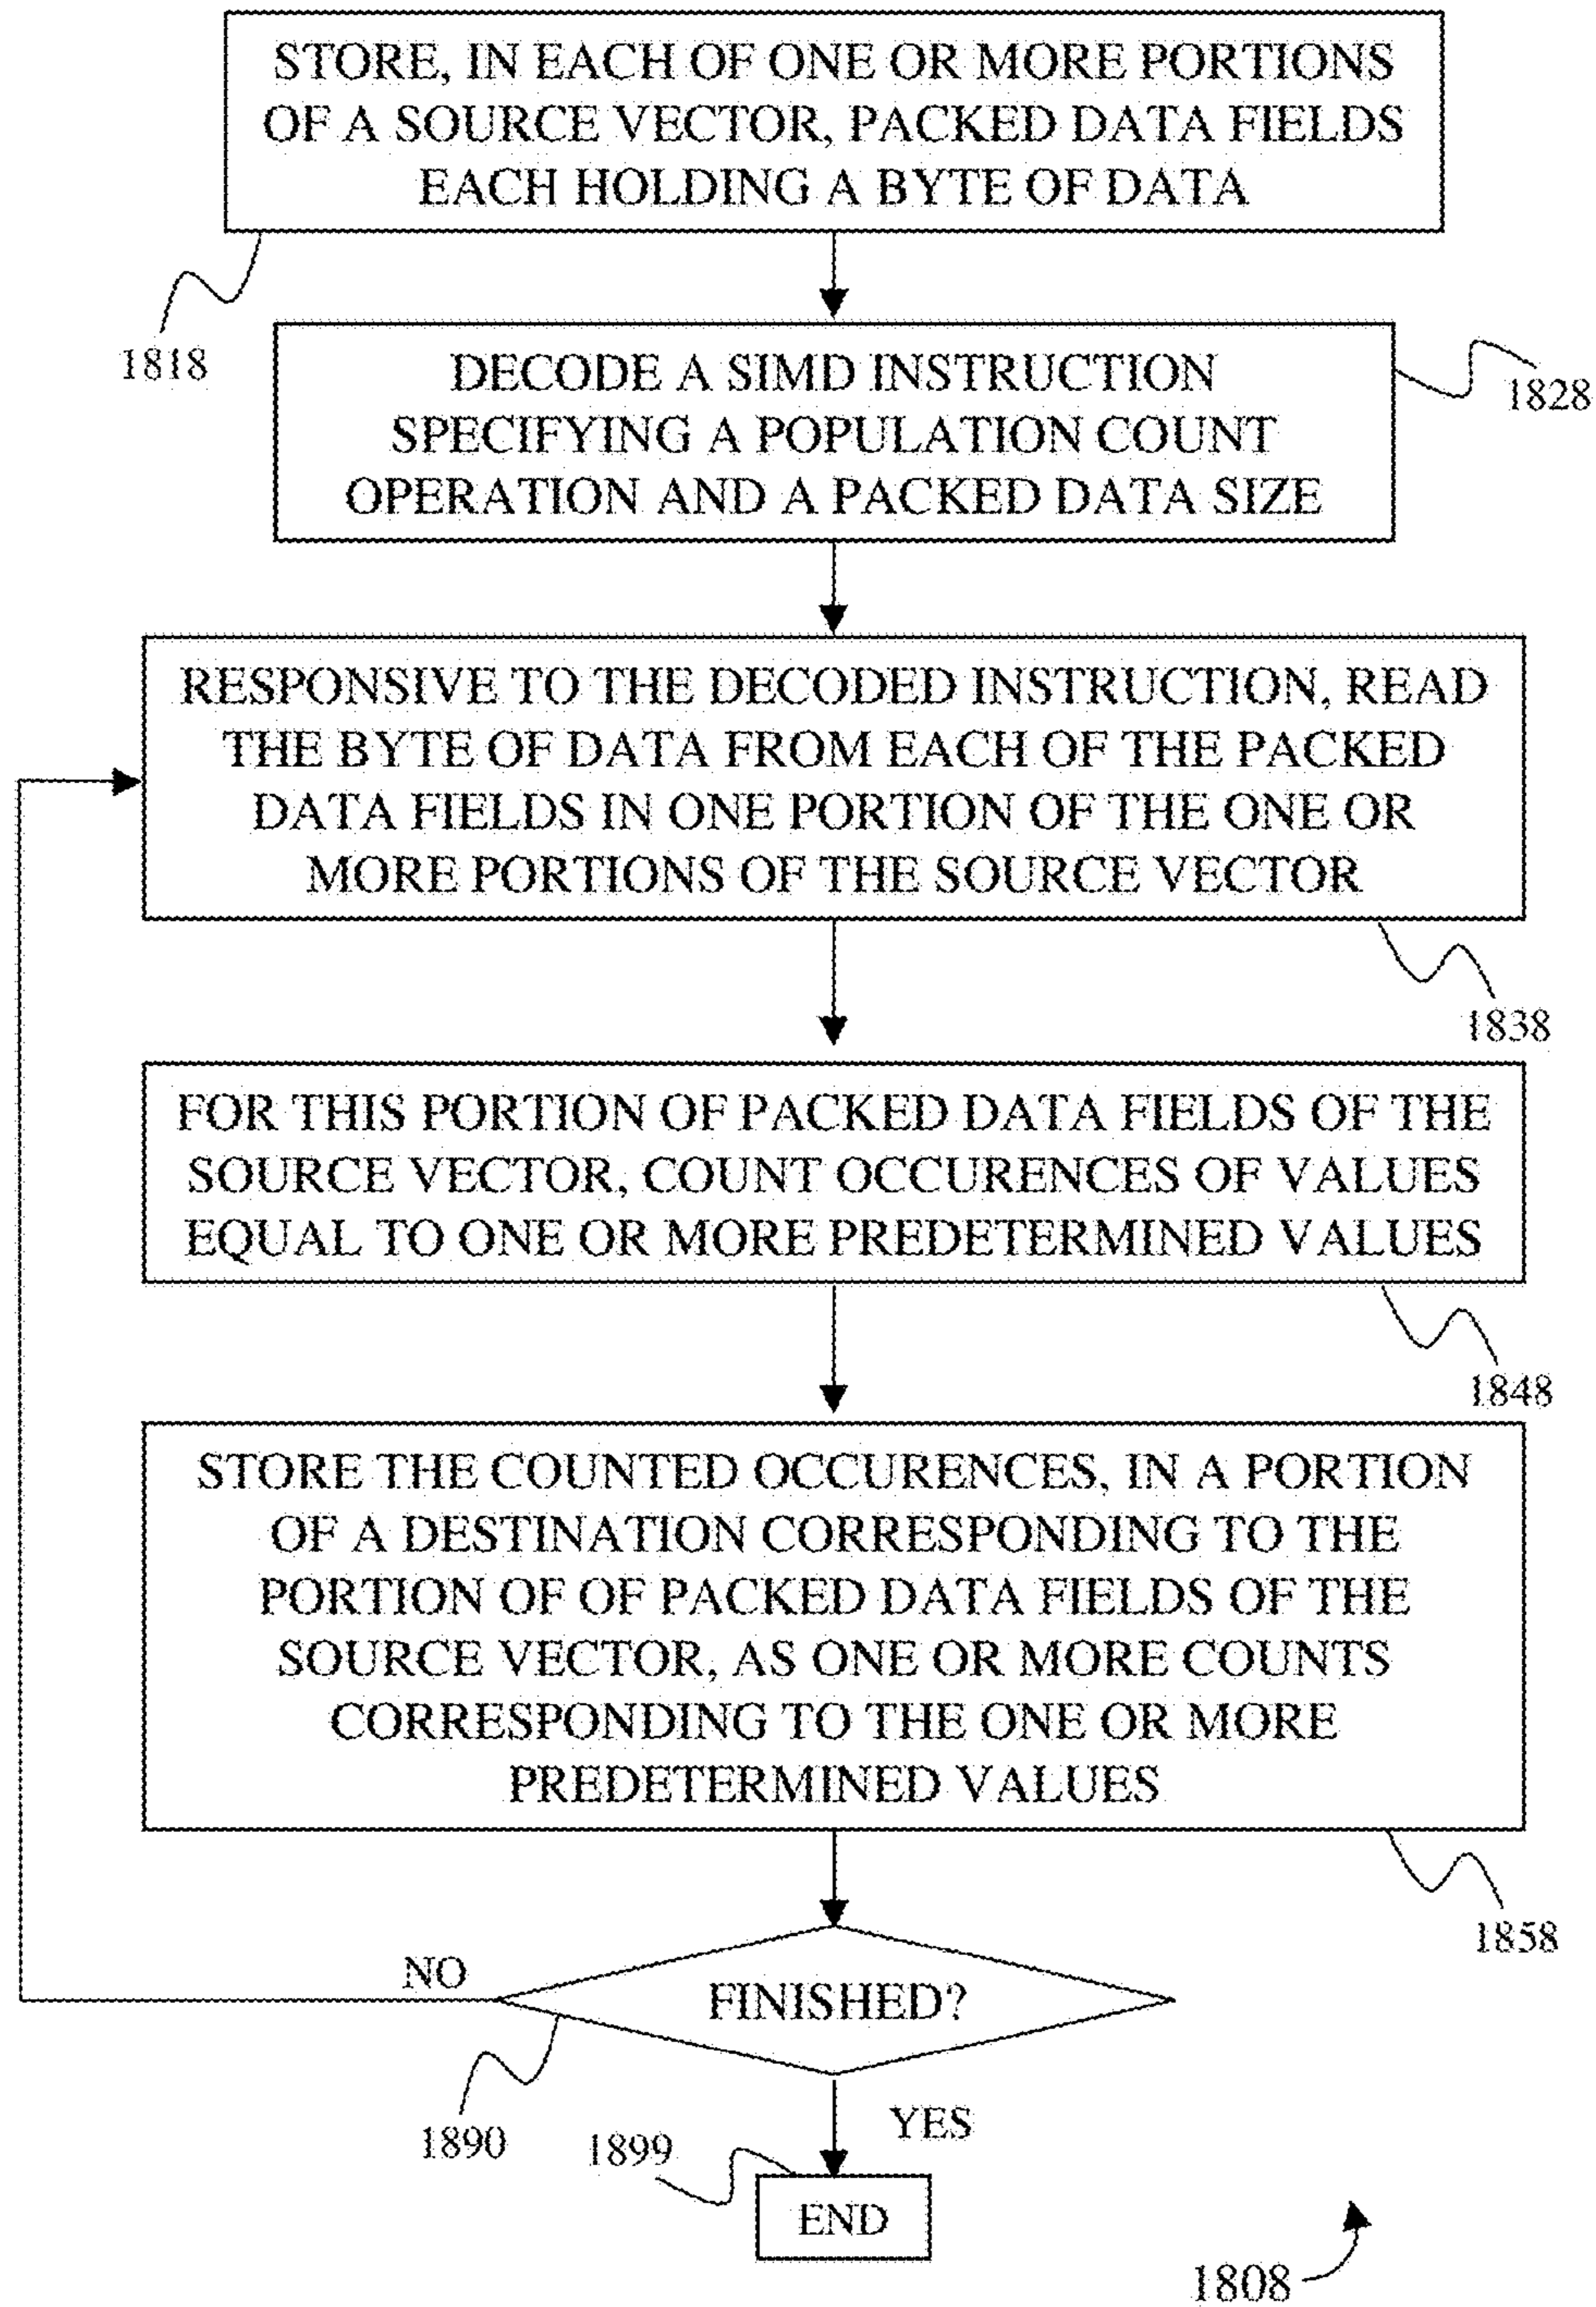 STORE, IN EACH OF ONE OR MORE PORTIONS
OF A SOURCE VECTOR, PACKED DATA FIELDS
EACH HOLDING A BYTE OF DATA
1818
DECODE A SIMD INSTRUCTION
SPECIFYING A POPULATION COUNT
OPERATION AND A PACKED DATA SIZE
1828
RESPONSIVE TO THE DECODED INSTRUCTION, READ
THE BYTE OF DATA FROM EACH OF THE PACKED
DATA FIELDS IN ONE PORTION OF THE ONE OR
MORE PORTIONS OF THE SOURCE VECTOR
1838
FOR THIS PORTION OF PACKED DATA FIELDS OF THE
SOURCE VECTOR, COUNT OCCURENCES OF VALUES
EQUAL TO ONE OR MORE PREDETERMINED VALUES
1848
STORE THE COUNTED OCCURENCES, IN A PORTION
OF A DESTINATION CORRESPONDING TO THE
PORTION OF OF PACKED DATA FIELDS OF THE
SOURCE VECTOR, AS ONE OR MORE COUNTS
CORRESPONDING TO THE ONE OR MORE
PREDETERMINED VALUES
1858
NO
FINISHED?
1890
YES
1899
END
1808